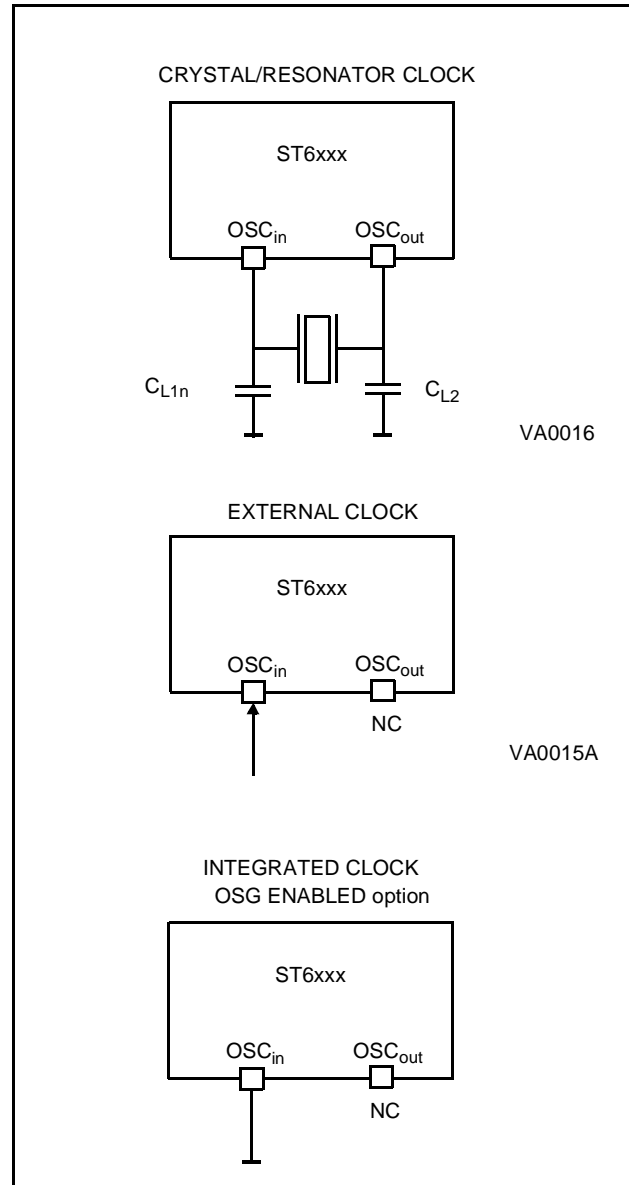 CRYSTAL/RESONATOR CLOCK
ST6xxx
OSCin OSCout
CL1n CL2
VA0016
EXTERNAL CLOCK
ST6xxx
OSCin OSCout
NC
VA0015A
INTEGRATED CLOCK
OSG ENABLED option
ST6xxx
OSCin OSCout
NC